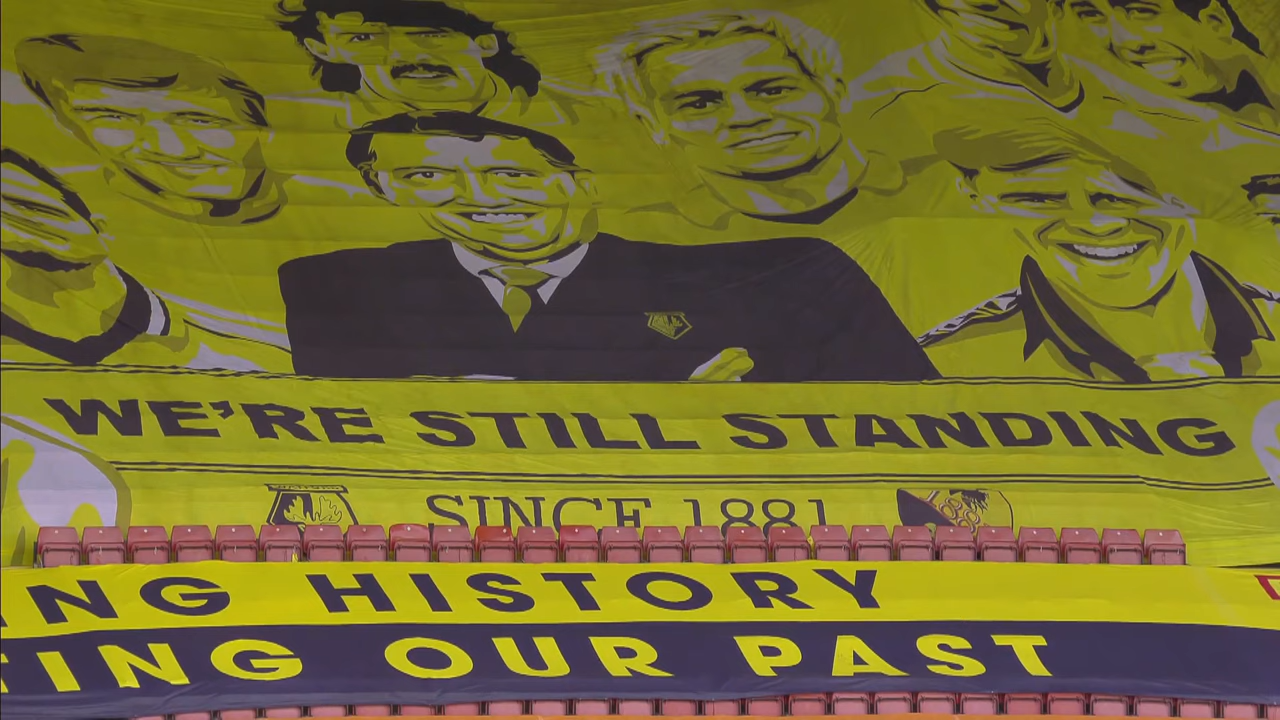 WE'RE STILL STANDING
SINCE 1881
NG HISTORY
TING OUR PAST